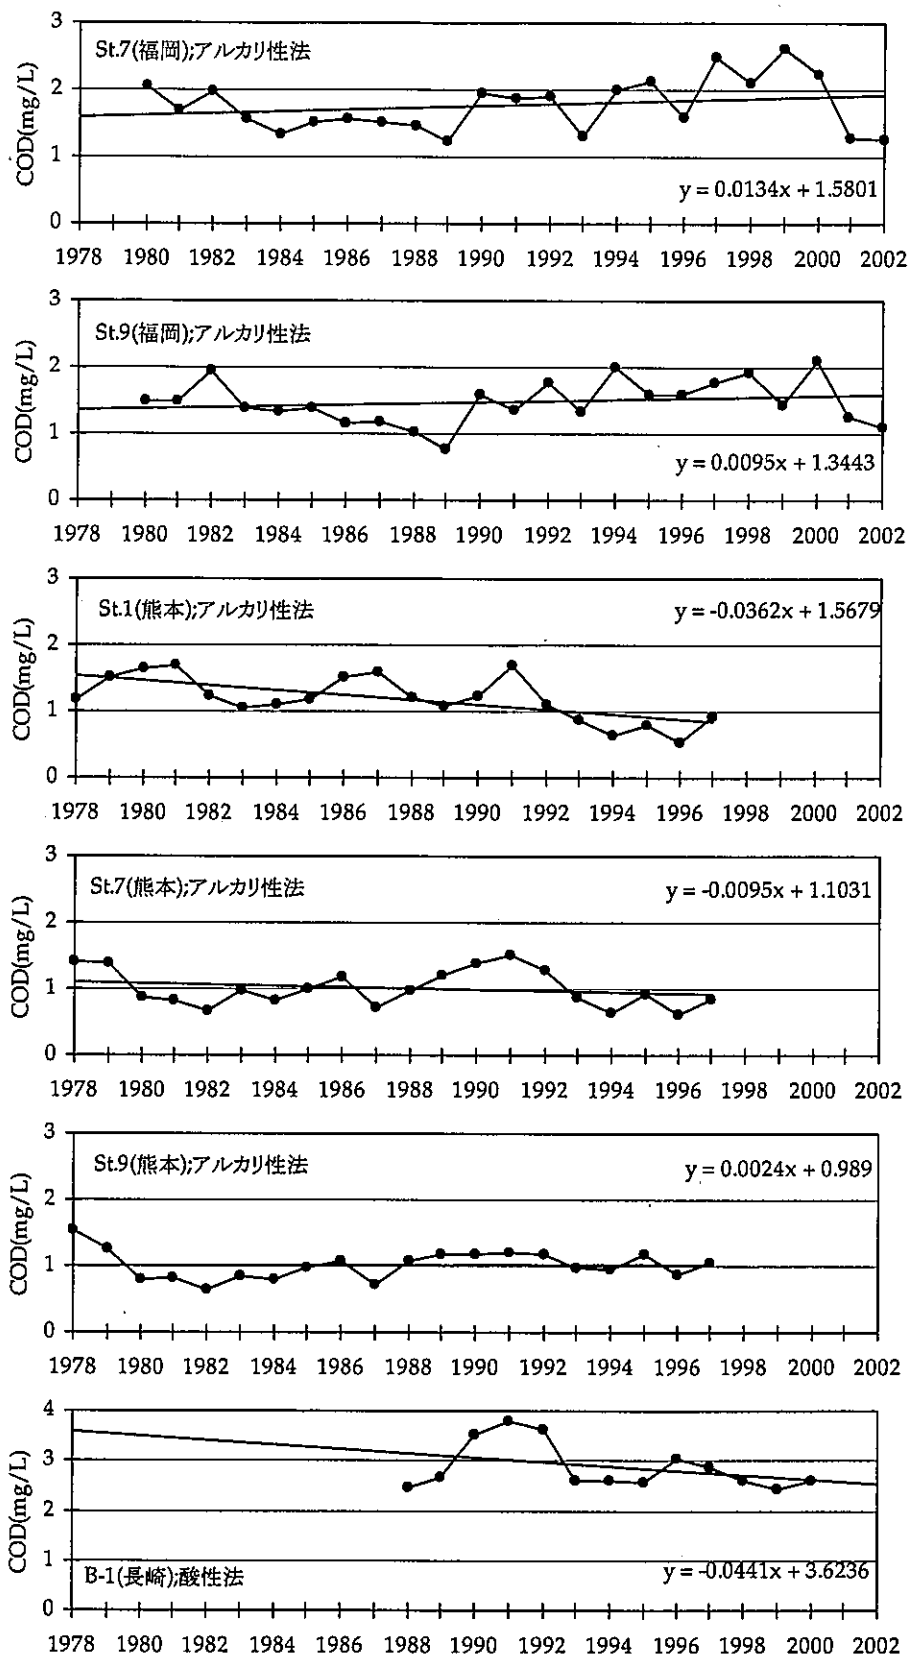 3
St.7(福岡);アルカリ性法
2
COD(mg/L)
1
y = 0.0134x + 1.5801
0
1978 1980 1982 1984 1986 1988 1990 1992 1994 1996 1998 2000 2002
3
St.9(福岡);アルカリ性法
2
COD(mg/L)
1
y = 0.0095x + 1.3443
0
1978 1980 1982 1984 1986 1988 1990 1992 1994 1996 1998 2000 2002
3
St.1(熊本);アルカリ性法 y = -0.0362x + 1.5679
2
COD(mg/L)
1
0
1978 1980 1982 1984 1986 1988 1990 1992 1994 1996 1998 2000 2002
3
St.7(熊本);アルカリ性法 y = -0.0095x + 1.1031
2
COD(mg/L)
1
0
1978 1980 1982 1984 1986 1988 1990 1992 1994 1996 1998 2000 2002
3
St.9(熊本);アルカリ性法 y = 0.0024x + 0.989
2
COD(mg/L)
1
0
1978 1980 1982 1984 1986 1988 1990 1992 1994 1996 1998 2000 2002
4
3
COD(mg/L)
2
1
B-1(長崎);酸性法 y = -0.0441x + 3.6236
0
1978 1980 1982 1984 1986 1988 1990 1992 1994 1996 1998 2000 2002